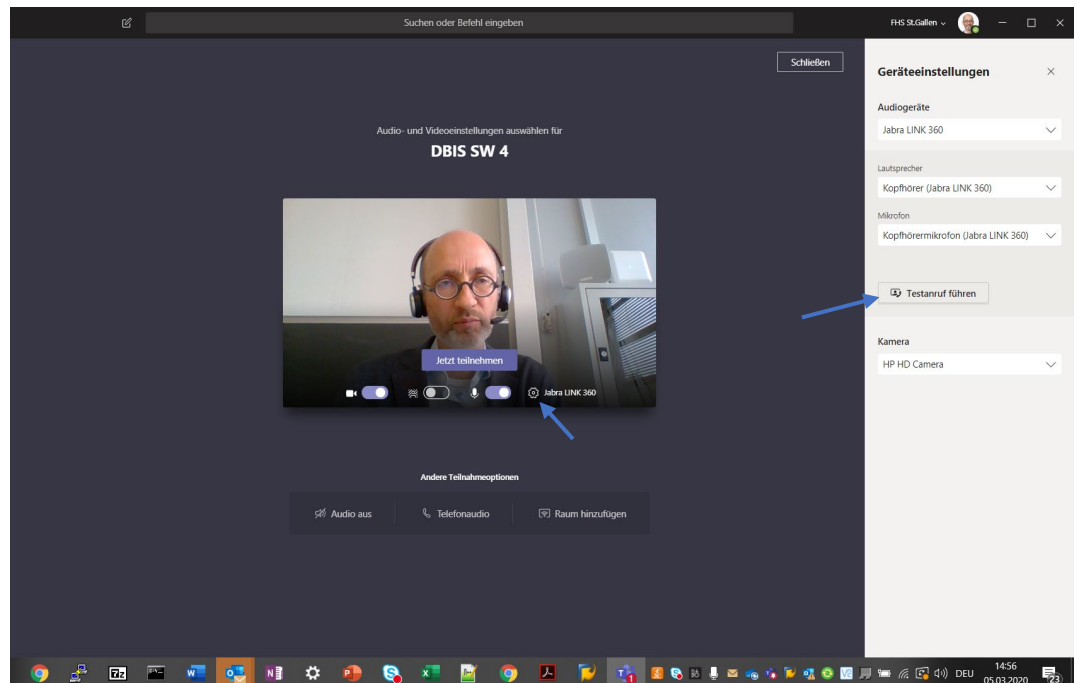 Suchen oder Befehl eingeben
FHS St.Gallen
Schließen
Audio- und Videoeinstellungen auswählen für
DBIS SW 4
Jetzt teilnehmen
Jabra LINK 360
Andere Teilnahmeoptionen
Audio aus
Telefonaudio
Raum hinzufügen
Geräteeinstellungen
Audiogeräte
Jabra LINK 360
Lautsprecher
Kopfhörer (Jabra LINK 360)
Mikrofon
Kopfhörermikrofon (Jabra LINK 360)
Testanruf führen
Kamera
HP HD Camera
DEU
14:56
05.03.2020
23